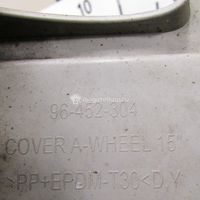 10
96-452-304
COVER A-WHEEL 15"
>PP+EPDM-T30<D,Y